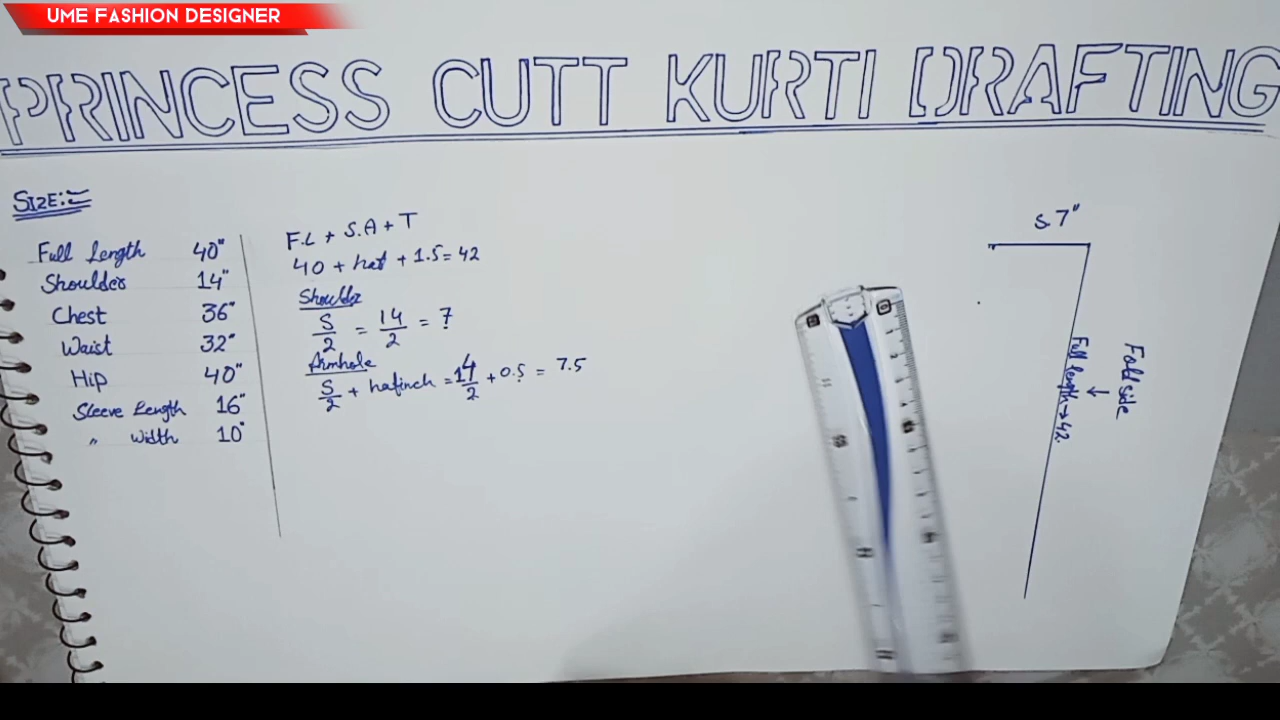 UME FASHION DESIGNER
PRINCESS CUTT KURTI DRAFTING
SIZE:
Full Length 40"
Shoulder 14"
Chest 36"
Waist 32"
Hip 40"
Sleeve Length 16"
" Width 10"
F.L + S.A + T
40 + haf + 1.5 = 42
Shoulder
S/2 = 14/2 = 7
Armhole
S/2 + hafinch = 14/2 + 0.5 = 7.5
S 7"
Fold side
Full length → 42